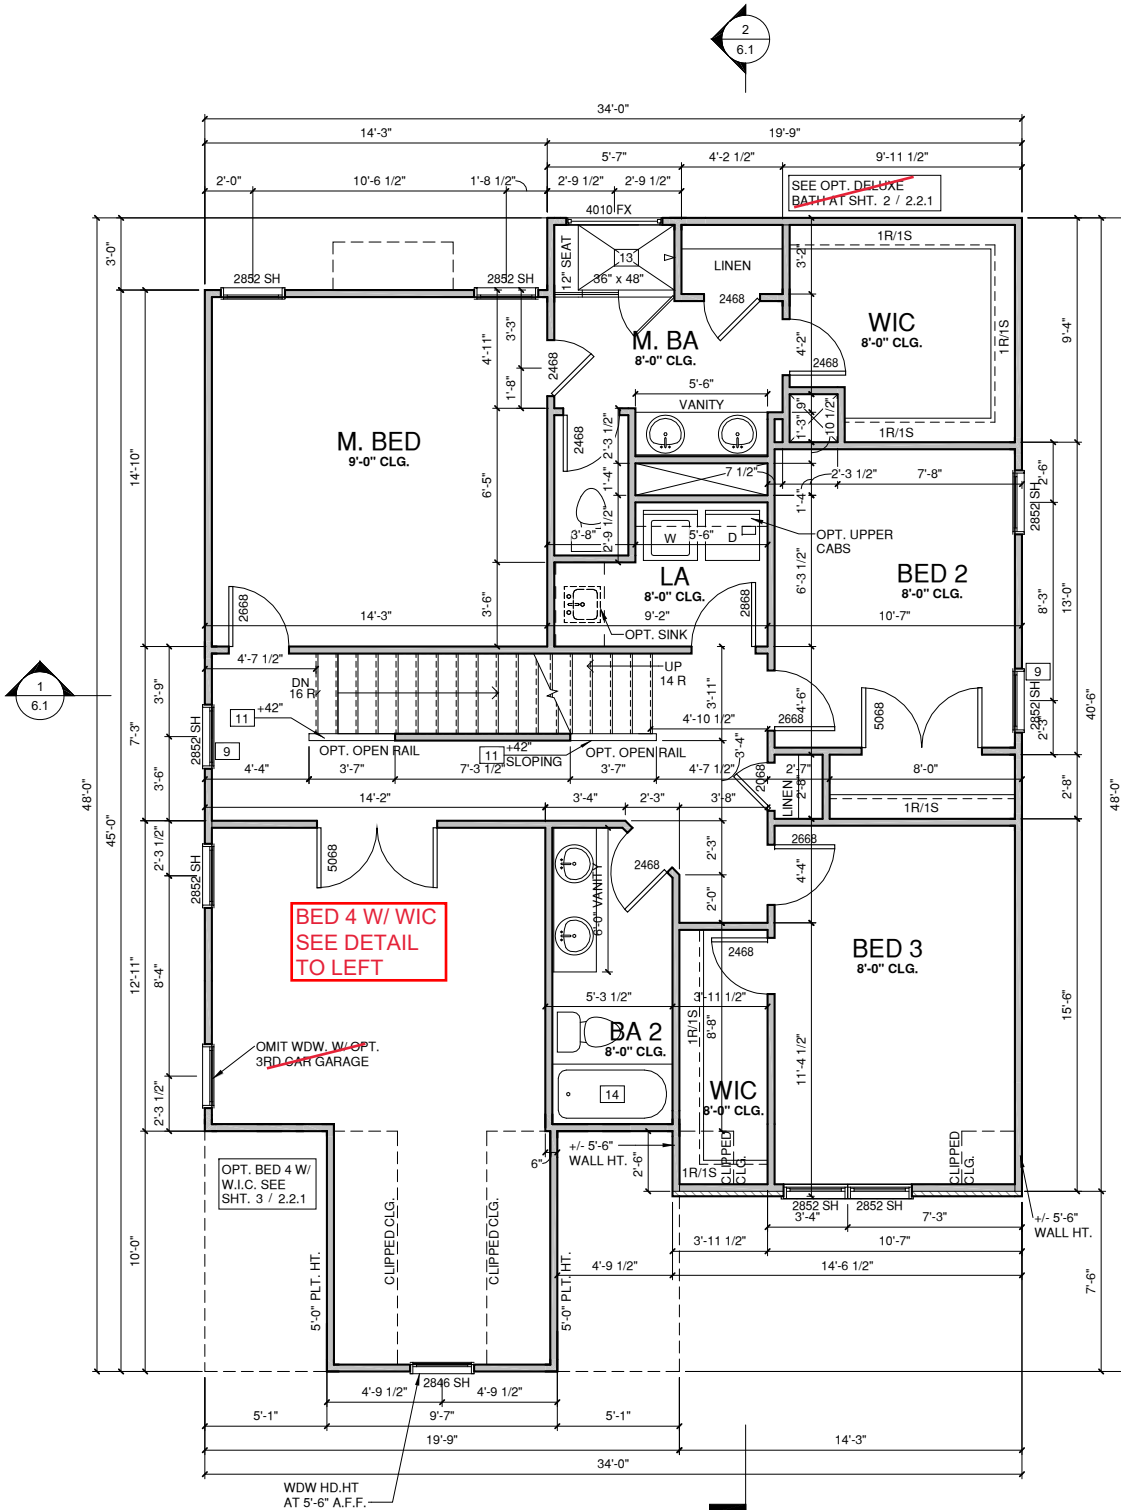 2
6.1
34'-0"
14'-3"
19'-9"
5'-7"
4'-2 1/2"
9'-11 1/2"
2'-0"
10'-6 1/2"
1'-8 1/2"
2'-9 1/2"
2'-9 1/2"
SEE OPT. DELUXE
BATH AT SHT. 2 / 2.2.1
4010 FX
3'-0"
2852 SH
2852 SH
12" SEAT
13
36" x 48"
LINEN
2468
3'-2"
1R/1S
1R/1S
WIC
8'-0" CLG.
9'-4"
M. BA
8'-0" CLG.
4'-2"
2468
4'-11"
3'-3"
1'-8"
2468
5'-6"
VANITY
9"
1'-3"
10 1/2"
1R/1S
M. BED
9'-0" CLG.
14'-10"
6'-5"
2468
2'-3 1/2"
1'-4"
7 1/2"
1'-4"
2'-3 1/2"
7'-8"
2'-6"
2852 SH
2'-9 1/2"
3'-8"
W
5'-6"
D
OPT. UPPER
CABS
6'-3 1/2"
BED 2
8'-0" CLG.
8'-3"
13'-0"
LA
8'-0" CLG.
9'-2"
2868
OPT. SINK
3'-6"
2668
14'-3"
10'-7"
4'-7 1/2"
DN
16 R
UP
14 R
1
6.1
3'-9"
3'-11"
4'-6"
2668
5068
9
2852 SH
2'-3"
40'-6"
7'-3"
11
+42"
OPT. OPEN RAIL
11
+42"
SLOPING
OPT. OPEN RAIL
4'-10 1/2"
2852 SH
9
3'-4"
3'-6"
4'-4"
3'-7"
7'-3 1/2"
3'-7"
4'-7 1/2"
2068
2'-7"
2'-8"
LINEN
8'-0"
2'-8"
48'-0"
45'-0"
48'-0"
14'-2"
3'-4"
2'-3"
3'-8"
1R/1S
2'-3 1/2"
2852 SH
5068
6'-0" VANITY
2468
2'-3"
2'-0"
2668
4'-4"
BED 4 W/ WIC
SEE DETAIL
TO LEFT
BED 3
8'-0" CLG.
2468
12'-11"
8'-4"
5'-3 1/2"
3'-11 1/2"
1R/1S
8'-8"
15'-6"
OMIT WDW. W/ OPT.
3RD CAR GARAGE
BA 2
8'-0" CLG.
11'-4 1/2"
2'-3 1/2"
14
WIC
8'-0" CLG.
+/- 5'-6"
WALL HT.
6"
2'-6"
1R/1S
CLIPPED
CLG.
CLIPPED
CLG.
OPT. BED 4 W/
W.I.C. SEE
SHT. 3 / 2.2.1
2852 SH
2852 SH
3'-4"
7'-3"
+/- 5'-6"
WALL HT.
3'-11 1/2"
10'-7"
4'-9 1/2"
14'-6 1/2"
10'-0"
5'-0" PLT. HT.
CLIPPED CLG.
CLIPPED CLG.
5'-0" PLT. HT.
7'-6"
2846 SH
4'-9 1/2"
4'-9 1/2"
5'-1"
9'-7"
5'-1"
19'-9"
14'-3"
34'-0"
WDW HD.HT
AT 5'-6" A.F.F.